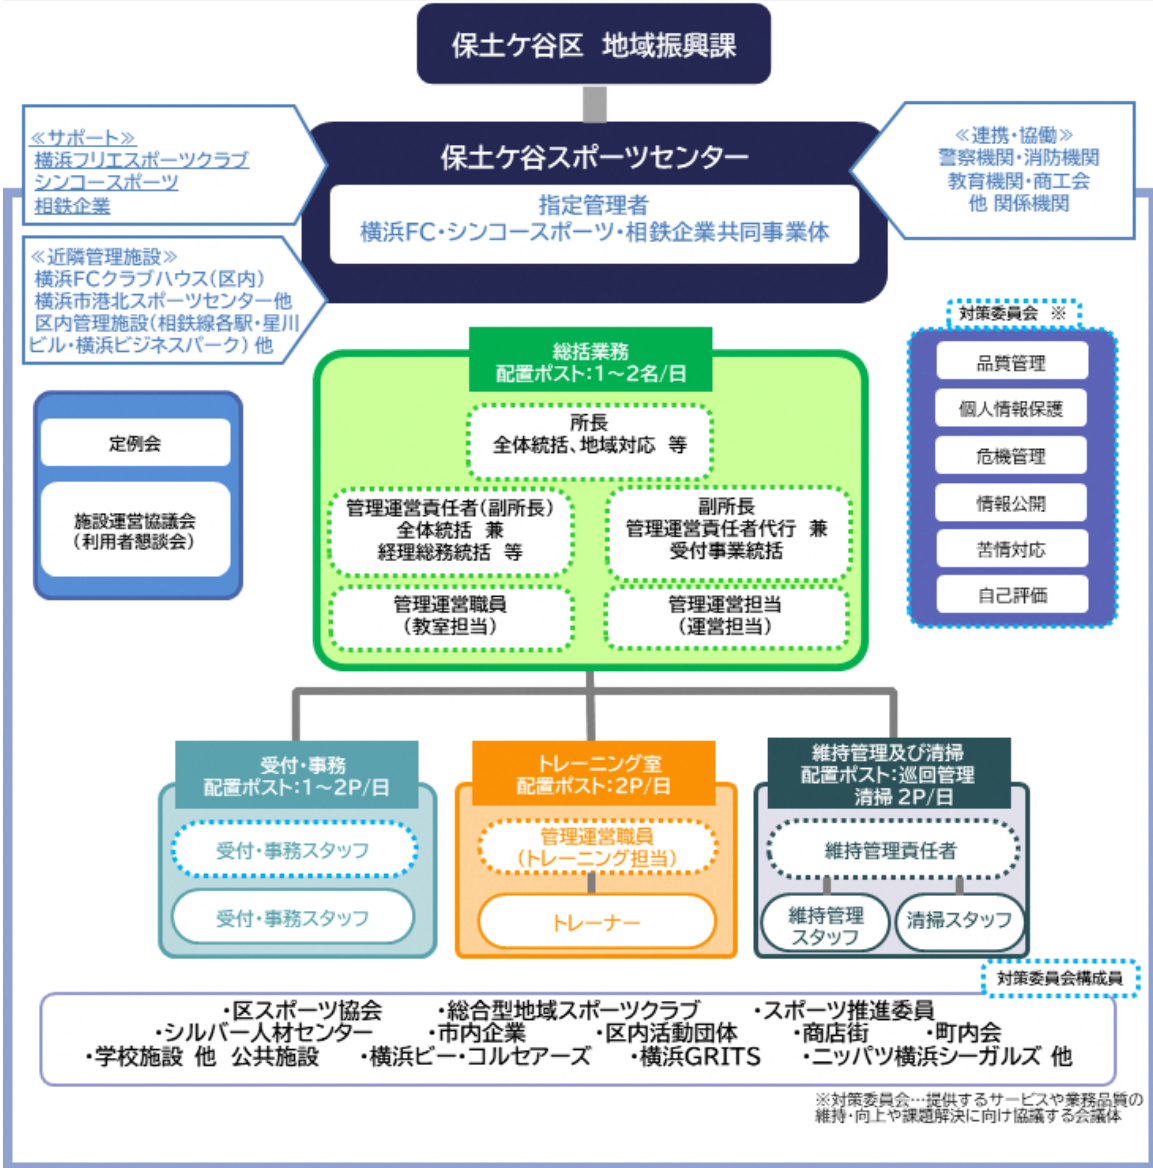 保土ケ谷区 地域振興課
≪サポート≫
横浜フリエスポーツクラブ
シンコースポーツ
相鉄企業
保土ケ谷スポーツセンター
指定管理者
横浜FC・シンコースポーツ・相鉄企業共同事業体
≪連携・協働≫
警察機関・消防機関
教育機関・商工会
他 関係機関
≪近隣管理施設≫
横浜FCクラブハウス(区内)
横浜市港北スポーツセンター他
区内管理施設(相鉄線各駅・星川
ビル・横浜ビジネスパーク) 他
対策委員会 ※
品質管理
個人情報保護
危機管理
情報公開
苦情対応
自己評価
定例会
施設運営協議会
(利用者懇談会)
総括業務
配置ポスト:1～2名/日
所長
全体統括、地域対応 等
管理運営責任者(副所長)
全体統括 兼
経理総務統括 等
副所長
管理運営責任者代行 兼
受付事業統括
管理運営職員
(教室担当)
管理運営担当
(運営担当)
受付・事務
配置ポスト:1～2P/日
受付・事務スタッフ
受付・事務スタッフ
トレーニング室
配置ポスト:2P/日
管理運営職員
(トレーニング担当)
トレーナー
維持管理及び清掃
配置ポスト:巡回管理
清掃 2P/日
維持管理責任者
維持管理
スタッフ
清掃スタッフ
対策委員会構成員
・区スポーツ協会 ・総合型地域スポーツクラブ ・スポーツ推進委員
・シルバー人材センター ・市内企業 ・区内活動団体 ・商店街 ・町内会
・学校施設 他 公共施設 ・横浜ビー・コルセアーズ ・横浜GRITS ・ニッパツ横浜シーガルズ 他
※対策委員会…提供するサービスや業務品質の
維持・向上や課題解決に向け協議する会議体